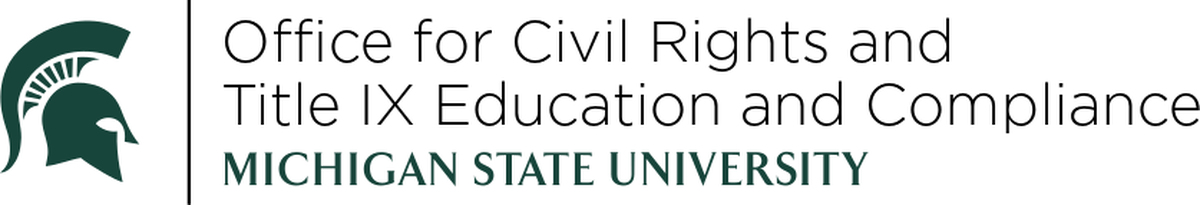 Office for Civil Rights and
Title IX Education and Compliance
MICHIGAN STATE UNIVERSITY